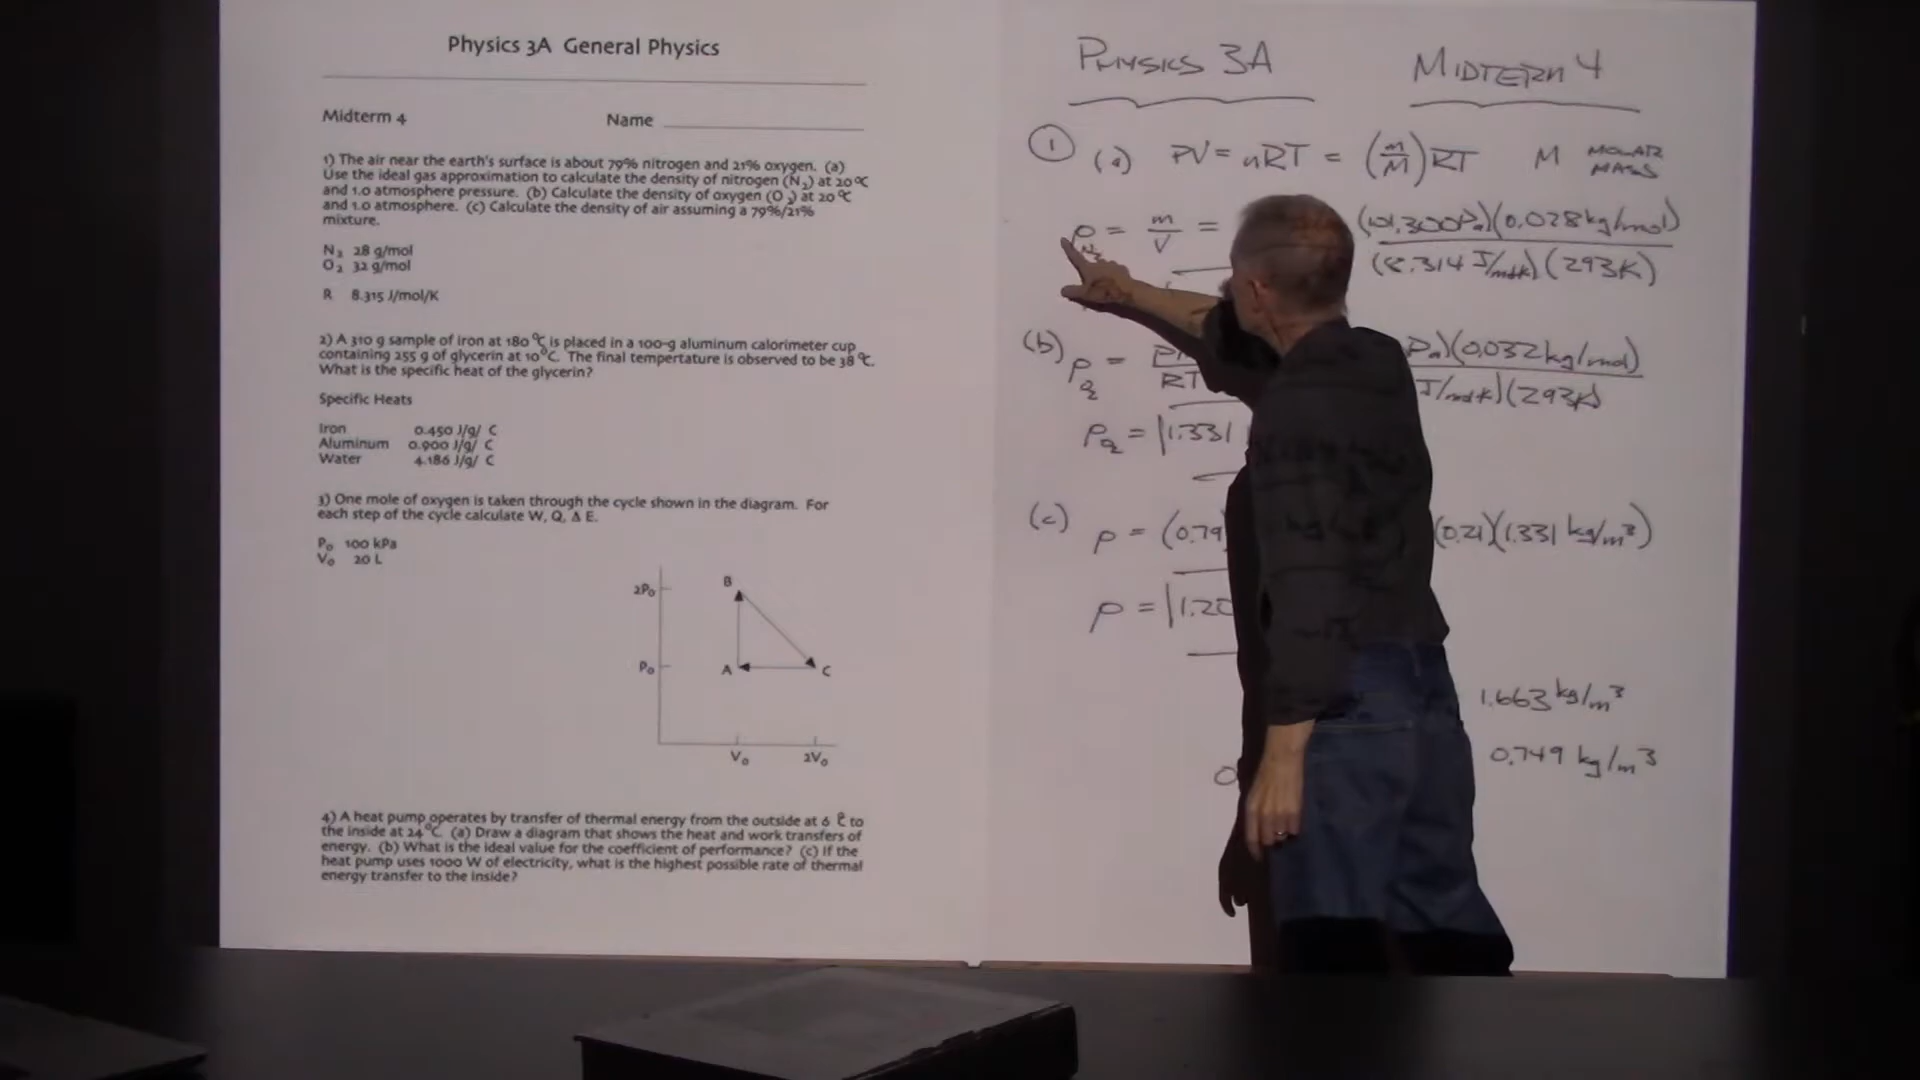 Physics 3A General Physics
Midterm 4 Name
1) The air near the earth's surface is about 79% nitrogen and 21% oxygen. (a)
Use the ideal gas approximation to calculate the density of nitrogen (N₂) at 20 °C
and 1.0 atmosphere pressure. (b) Calculate the density of oxygen (O₂) at 20 °C
and 1.0 atmosphere. (c) Calculate the density of air assuming a 79%/21%
mixture.
N₂ 28 g/mol
O₂ 32 g/mol
R 8.315 J/mol/K
2) A 310 g sample of iron at 180 °C is placed in a 100-g aluminum calorimeter cup
containing 255 g of glycerin at 10°C. The final tempertature is observed to be 38 °C.
What is the specific heat of the glycerin?
Specific Heats
Iron 0.450 J/g/ C
Aluminum 0.900 J/g/ C
Water 4.186 J/g/ C
3) One mole of oxygen is taken through the cycle shown in the diagram. For
each step of the cycle calculate W, Q, Δ E.
P₀ 100 kPa
V₀ 20 L
2P₀ B
P₀ A C
V₀ 2V₀
4) A heat pump operates by transfer of thermal energy from the outside at 6 °C to
the inside at 24 °C. (a) Draw a diagram that shows the heat and work transfers of
energy. (b) What is the ideal value for the coefficient of performance? (c) If the
heat pump uses 1000 W of electricity, what is the highest possible rate of thermal
energy transfer to the inside?
PHYSICS 3A MIDTERM 4
1 (a) PV = nRT = (m/M) RT M MOLAR
MASS
ρ N₂ = m/V = (101,300 Pa)(0.028 kg/mol)
(8.314 J/mol K)(293K)
(b) ρ O₂ = RT Pa)(0.032 kg/mol)
J/mol K)(293K)
ρ O₂ = 1.331
(c) ρ = (0.79 (0.21)(1.331 kg/m³)
ρ = 1.20
1.663 kg/m³
0.749 kg/m³